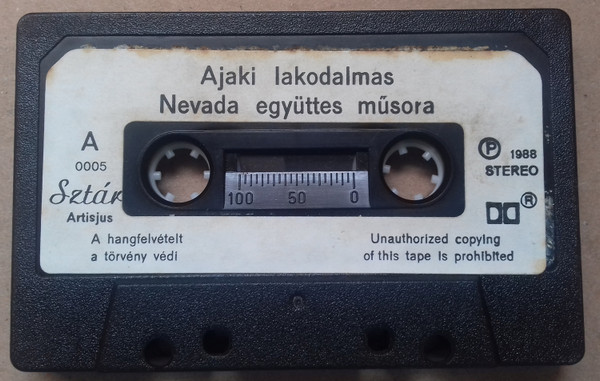 Ajaki lakodalmas
Nevada együttes műsora
A
0005
Sztár
Artisjus
A hangfelvételt
a törvény védi
100 50 0
Ⓟ 1988
STEREO
®
Unauthorized copying
of this tape is prohibited